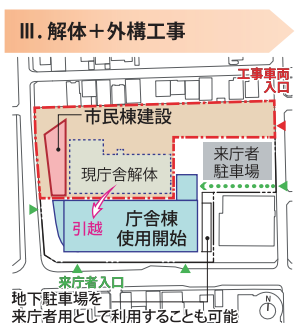 Ⅲ. 解体＋外構工事
工事車両
入口
市民棟建設
来庁者
駐車場
現庁舎解体
引越
庁舎棟
使用開始
来庁者入口
地下駐車場を
来庁者用として利用することも可能
N